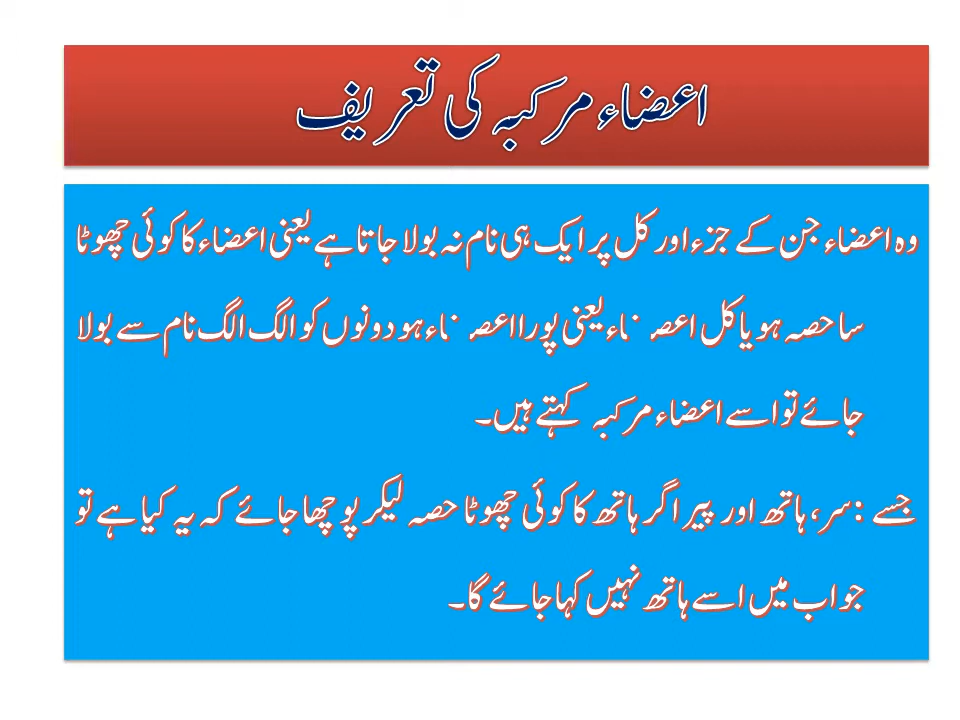 اعضاء مرکبہ کی تعریف
وہ اعضاء جن کے جزء اور کل پر ایک ہی نام نہ بولا جاتا ہے یعنی اعضاء کا کوئی چھوٹا
سا حصہ ہو یا کل اعضاء یعنی پورا اعضاء ہو دونوں کو الگ الگ نام سے بولا
جائے تو اسے اعضاء مرکبہ کہتے ہیں۔
جسے : سر، ہاتھ اور پیر اگر ہاتھ کا کوئی چھوٹا حصہ لیکر پوچھا جائے کہ یہ کیا ہے تو
جواب میں اسے ہاتھ نہیں کہا جائے گا۔